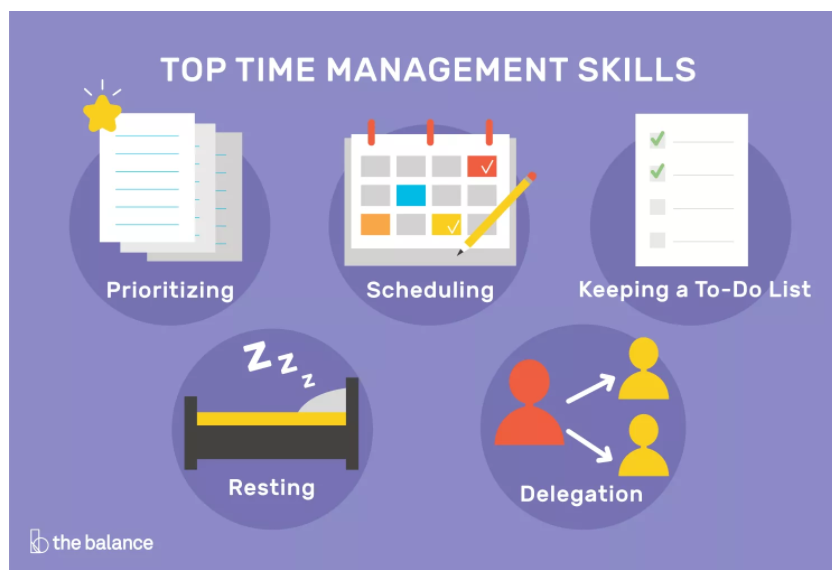 TOP TIME MANAGEMENT SKILLS
Prioritizing
Scheduling
Keeping a To-Do List
Z z z
Resting
Delegation
the balance